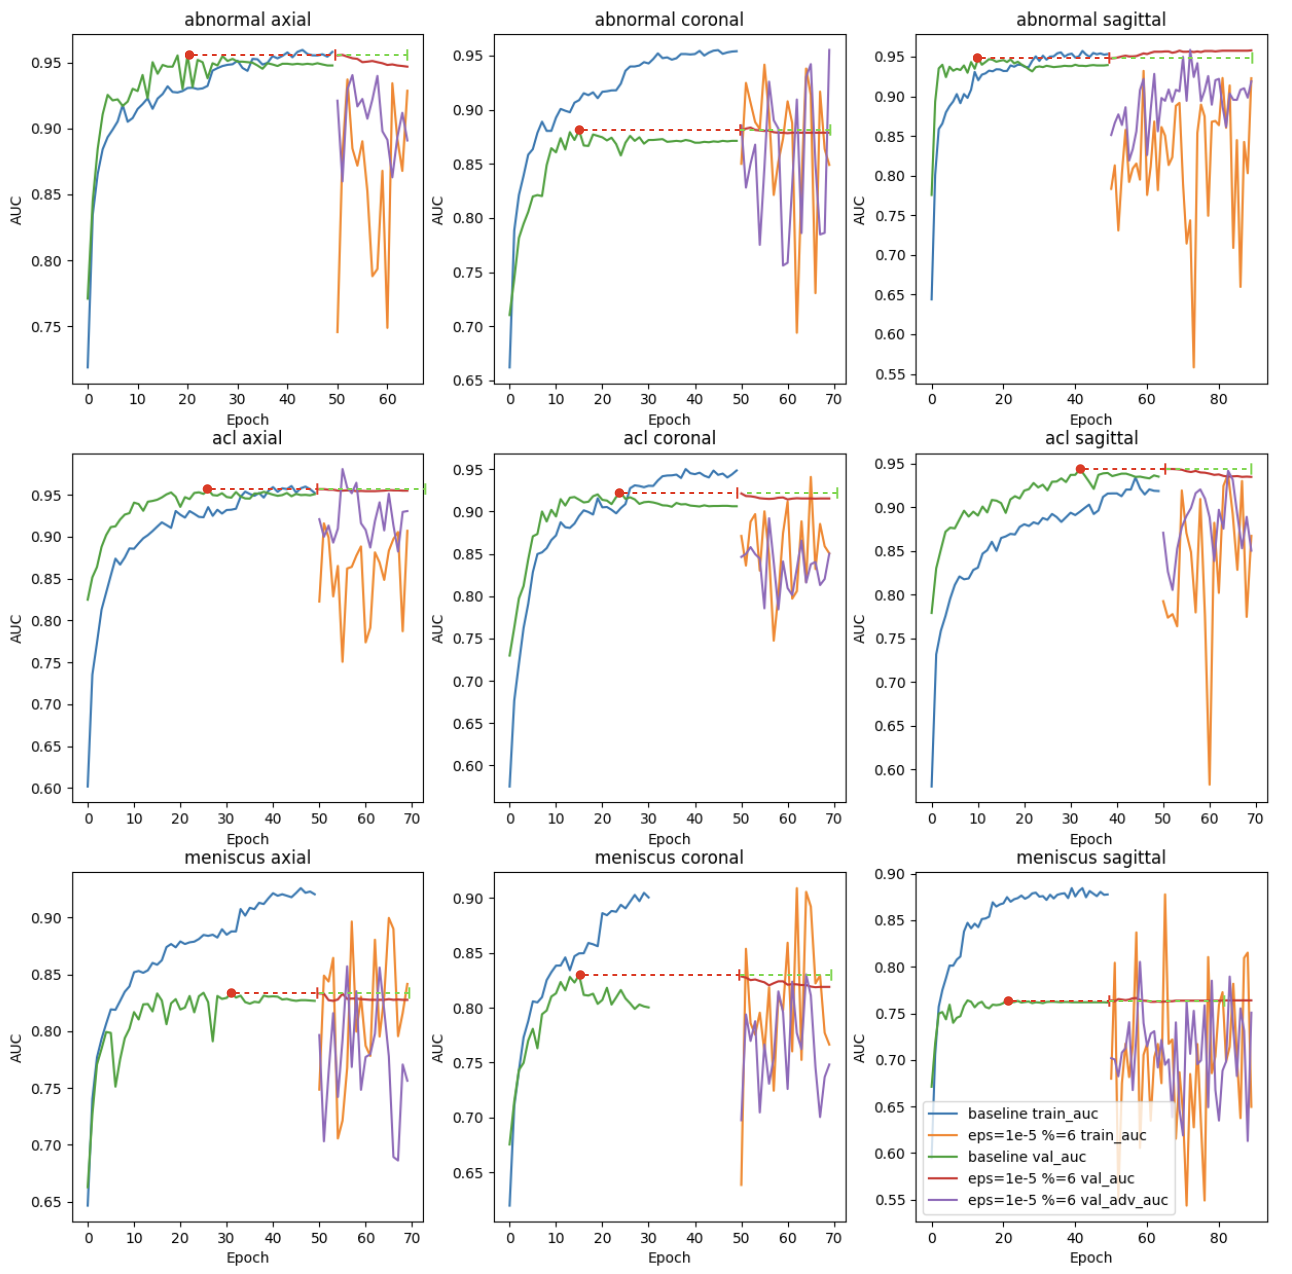 abnormal axial
abnormal coronal
abnormal sagittal
AUC
0.95
0.90
0.85
0.80
0.75
0 10 20 30 40 50 60
Epoch
AUC
0.95
0.90
0.85
0.80
0.75
0.70
0.65
0 10 20 30 40 50 60 70
Epoch
AUC
0.95
0.90
0.85
0.80
0.75
0.70
0.65
0.60
0.55
0 20 40 60 80
Epoch
acl axial
acl coronal
acl sagittal
AUC
0.95
0.90
0.85
0.80
0.75
0.70
0.65
0.60
0 10 20 30 40 50 60 70
Epoch
AUC
0.95
0.90
0.85
0.80
0.75
0.70
0.65
0.60
0 10 20 30 40 50 60 70
Epoch
AUC
0.95
0.90
0.85
0.80
0.75
0.70
0.65
0.60
0 10 20 30 40 50 60 70
Epoch
meniscus axial
meniscus coronal
meniscus sagittal
AUC
0.90
0.85
0.80
0.75
0.70
0.65
0 10 20 30 40 50 60 70
Epoch
AUC
0.90
0.85
0.80
0.75
0.70
0.65
0 10 20 30 40 50 60 70
Epoch
AUC
0.90
0.85
0.80
0.75
0.70
0.65
0.60
0.55
baseline train_auc
eps=1e-5 %=6 train_auc
baseline val_auc
eps=1e-5 %=6 val_auc
eps=1e-5 %=6 val_adv_auc
0 20 40 60 80
Epoch